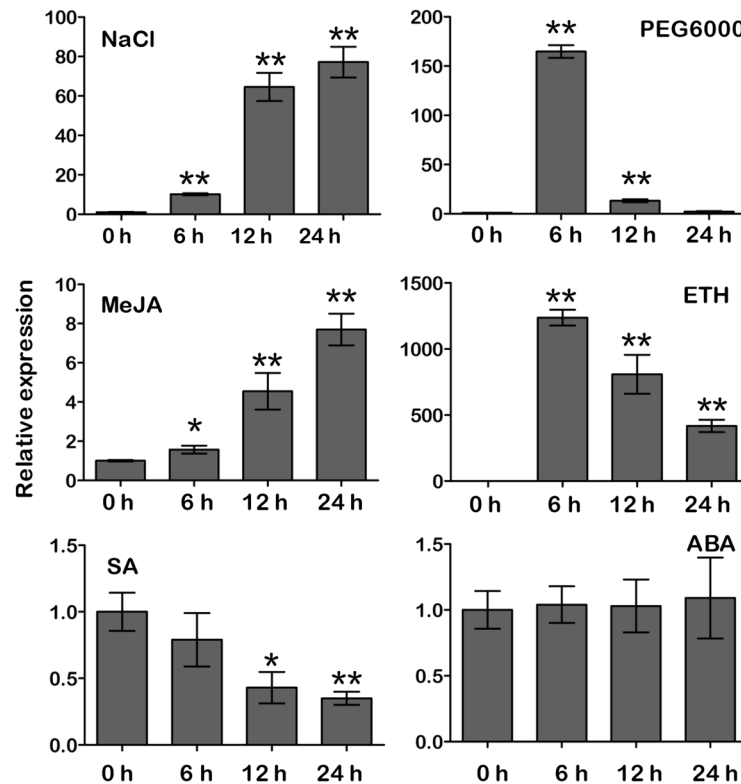 NaCl
100
80
60
40
20
0
**
**
**
0 h
6 h
12 h
24 h
PEG6000
200
150
100
50
0
**
**
0 h
6 h
12 h
24 h
Relative expression
MeJA
10
8
6
4
2
0
*
**
**
0 h
6 h
12 h
24 h
ETH
1500
1000
500
0
**
**
**
0 h
6 h
12 h
24 h
SA
1.5
1.0
0.5
0.0
*
**
0 h
6 h
12 h
24 h
ABA
1.5
1.0
0.5
0.0
0 h
6 h
12 h
24 h